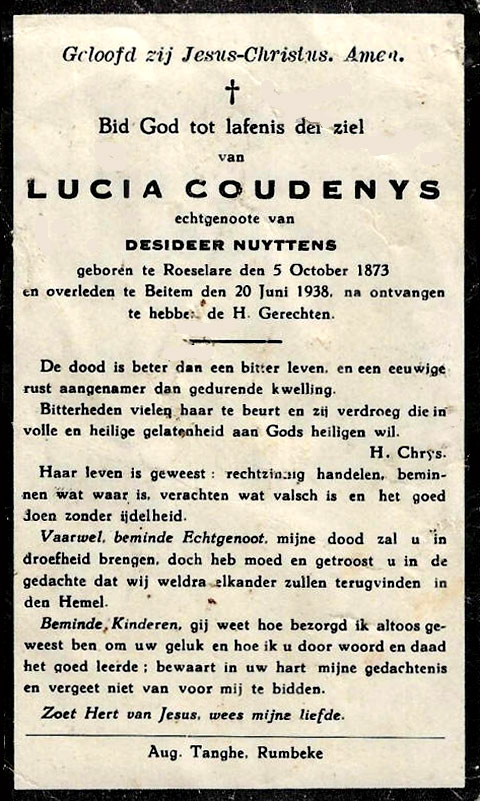 Geloofd zij Jesus-Christus. Amen.
Bid God tot lafenis der ziel
van
LUCIA COUDENYS
echtgenoote van
DESIDEER NUYTTENS
geboren te Roeselare den 5 October 1873
en overleden te Beitem den 20 Juni 1938, na ontvangen
te hebben de H. Gerechten.
De dood is beter dan een bitter leven, en een eeuwige
rust aangenamer dan gedurende kwelling.
Bitterheden vielen haar te beurt en zij verdroeg die in
volle en heilige gelatenheid aan Gods heiligen wil.
H. Chrys.
Haar leven is geweest : rechtzinnig handelen, bemin-
nen wat waar is, verachten wat valsch is en het goed
doen zonder ijdelheid.
Vaarwel, beminde Echtgenoot, mijne dood zal u in
droefheid brengen, doch heb moed en getroost u in de
gedachte dat wij weldra elkander zullen terugvinden in
den Hemel.
Beminde Kinderen, gij weet hoe bezorgd ik altoos ge-
weest ben om uw geluk en hoe ik u door woord en daad
het goed leerde ; bewaart in uw hart mijne gedachtenis
en vergeet niet van voor mij te bidden.
Zoet Hert van Jesus, wees mijne liefde.
Aug. Tanghe, Rumbeke